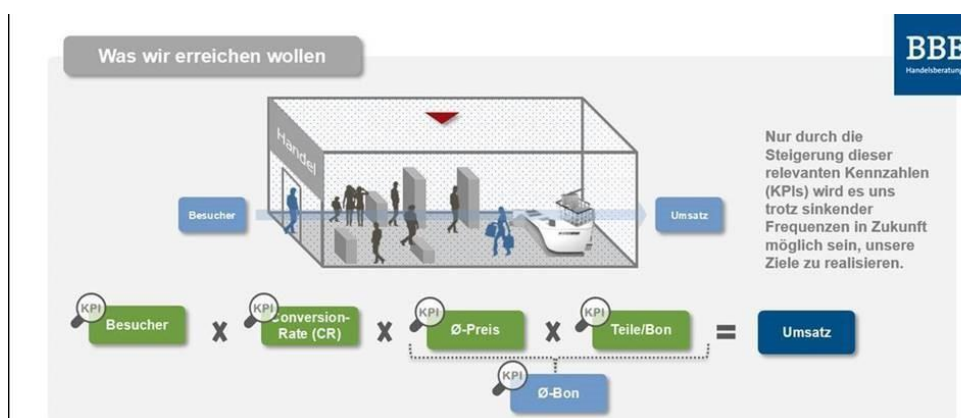 Was wir erreichen wollen
BBE
Handelsberatung
Handel
Nur durch die
Steigerung dieser
relevanten Kennzahlen
(KPIs) wird es uns
trotz sinkender
Frequenzen in Zukunft
möglich sein, unsere
Ziele zu realisieren.
Besucher
Umsatz
KPI Besucher x KPI Conversion-
Rate (CR) x KPI Ø-Preis x KPI Teile/Bon = Umsatz
KPI Ø-Bon